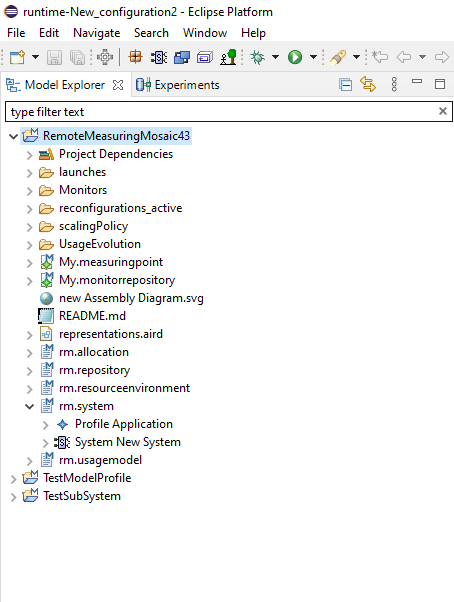 runtime-New_configuration2 - Eclipse Platform
File Edit Navigate Search Window Help
Model Explorer Experiments
type filter text
RemoteMeasuringMosaic43
Project Dependencies
launches
Monitors
reconfigurations_active
scalingPolicy
UsageEvolution
My.measuringpoint
My.monitorrepository
new Assembly Diagram.svg
README.md
representations.aird
rm.allocation
rm.repository
rm.resourceenvironment
rm.system
Profile Application
System New System
rm.usagemodel
TestModelProfile
TestSubSystem